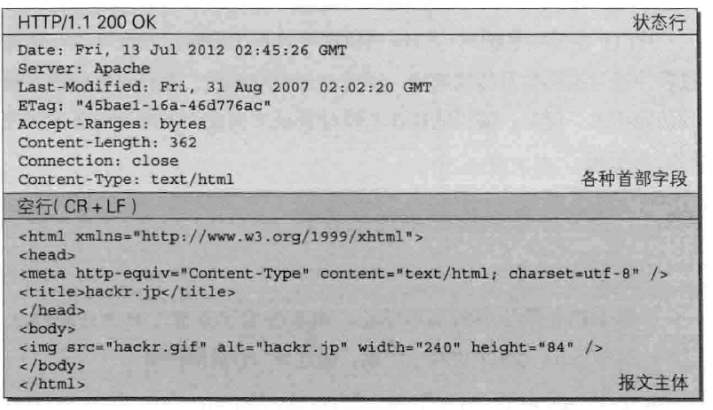 HTTP/1.1 200 OK 状态行
Date: Fri, 13 Jul 2012 02:45:26 GMT
Server: Apache
Last-Modified: Fri, 31 Aug 2007 02:02:20 GMT
ETag: "45bae1-16a-46d776ac"
Accept-Ranges: bytes
Content-Length: 362
Connection: close
Content-Type: text/html 各种首部字段
空行( CR+LF )
<html xmlns="http://www.w3.org/1999/xhtml">
<head>
<meta http-equiv="Content-Type" content="text/html; charset=utf-8" />
<title>hackr.jp</title>
</head>
<body>
<img src="hackr.gif" alt="hackr.jp" width="240" height="84" />
</body>
</html> 报文主体